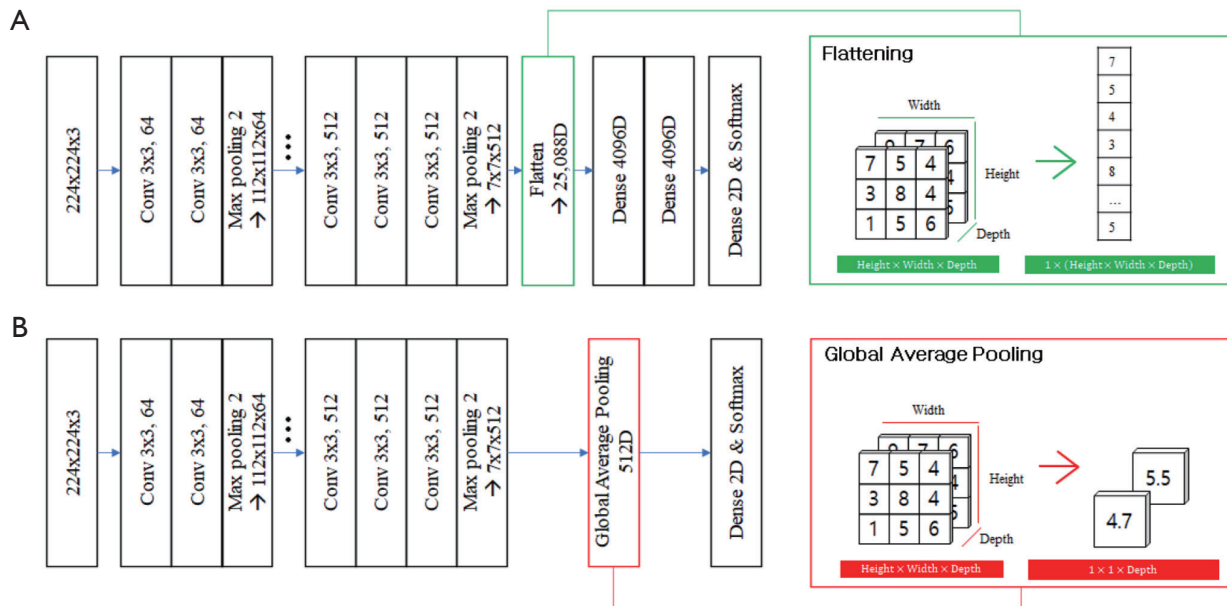 A
224x224x3
Conv 3x3, 64
Conv 3x3, 64
Max pooling 2
→ 112x112x64
...
Conv 3x3, 512
Conv 3x3, 512
Conv 3x3, 512
Max pooling 2
→ 7x7x512
Flatten
→ 25,088D
Dense 4096D
Dense 4096D
Dense 2D & Softmax
Flattening
Width
7 5 4
3 8 4
1 5 6
Height
Depth
Height × Width × Depth
7
5
4
3
8
...
5
1 × (Height × Width × Depth)
B
224x224x3
Conv 3x3, 64
Conv 3x3, 64
Max pooling 2
→ 112x112x64
...
Conv 3x3, 512
Conv 3x3, 512
Conv 3x3, 512
Max pooling 2
→ 7x7x512
Global Average Pooling
512D
Dense 2D & Softmax
Global Average Pooling
Width
7 5 4
3 8 4
1 5 6
Height
Depth
Height × Width × Depth
5.5
4.7
1 × 1 × Depth